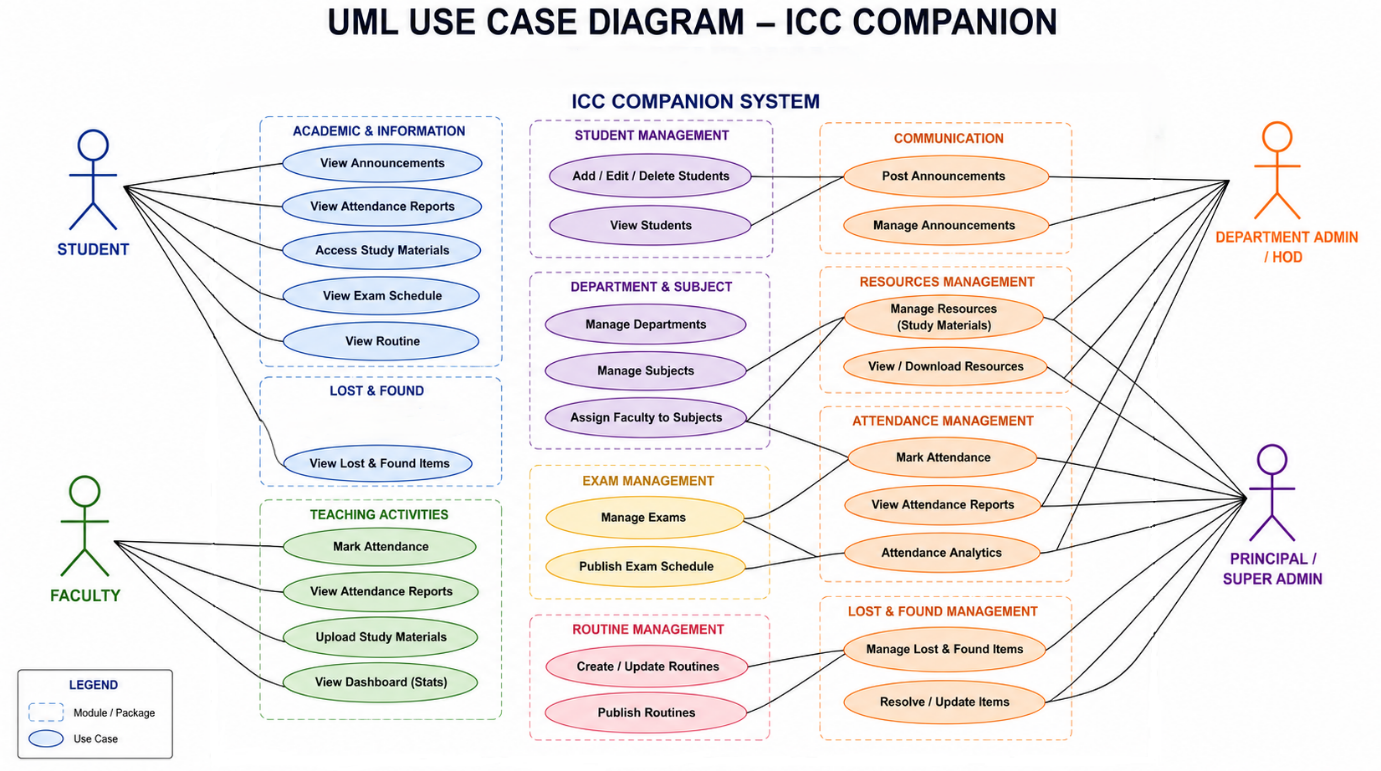 UML USE CASE DIAGRAM – ICC COMPANION
ICC COMPANION SYSTEM
STUDENT
FACULTY
ACADEMIC & INFORMATION
View Announcements
View Attendance Reports
Access Study Materials
View Exam Schedule
View Routine
LOST & FOUND
View Lost & Found Items
TEACHING ACTIVITIES
Mark Attendance
View Attendance Reports
Upload Study Materials
View Dashboard (Stats)
STUDENT MANAGEMENT
Add / Edit / Delete Students
View Students
DEPARTMENT & SUBJECT
Manage Departments
Manage Subjects
Assign Faculty to Subjects
EXAM MANAGEMENT
Manage Exams
Publish Exam Schedule
ROUTINE MANAGEMENT
Create / Update Routines
Publish Routines
COMMUNICATION
Post Announcements
Manage Announcements
RESOURCES MANAGEMENT
Manage Resources
(Study Materials)
View / Download Resources
ATTENDANCE MANAGEMENT
Mark Attendance
View Attendance Reports
Attendance Analytics
LOST & FOUND MANAGEMENT
Manage Lost & Found Items
Resolve / Update Items
DEPARTMENT ADMIN
/ HOD
PRINCIPAL /
SUPER ADMIN
LEGEND
Module / Package
Use Case